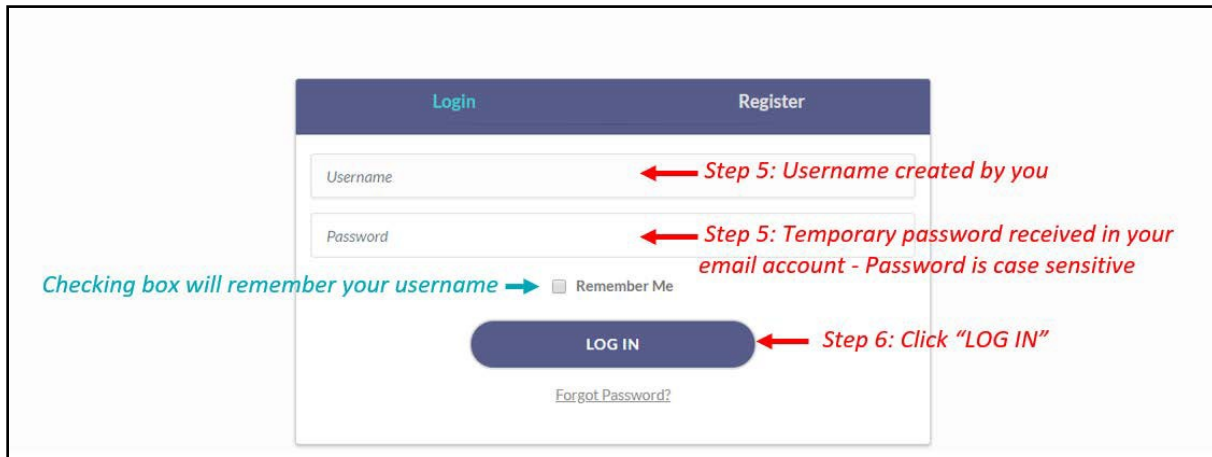 Login Register
Username
Step 5: Username created by you
Password
Step 5: Temporary password received in your
email account - Password is case sensitive
Checking box will remember your username
Remember Me
LOG IN
Step 6: Click “LOG IN”
Forgot Password?